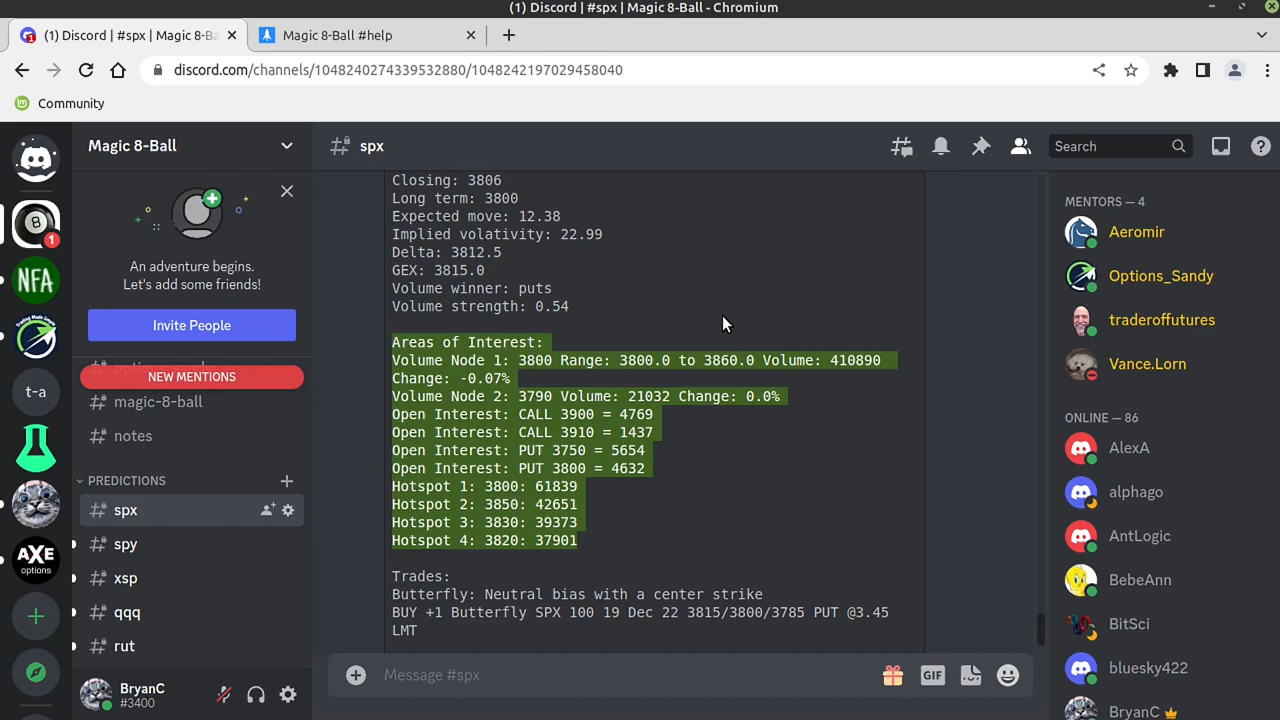 (1) Discord | #spx | Magic 8-Ball - Chromium
(1) Discord | #spx | Magic 8-Ba
Magic 8-Ball #help
discord.com/channels/1048240274339532880/1048242197029458040
Community
Magic 8-Ball
An adventure begins.
Let's add some friends!
Invite People
NEW MENTIONS
magic-8-ball
notes
PREDICTIONS
spx
spy
xsp
qqq
rut
BryanC
#3400
8
1
NFA
t-a
AXE
options
spx
Search
Closing: 3806
Long term: 3800
Expected move: 12.38
Implied volativity: 22.99
Delta: 3812.5
GEX: 3815.0
Volume winner: puts
Volume strength: 0.54
Areas of Interest:
Volume Node 1: 3800 Range: 3800.0 to 3860.0 Volume: 410890
Change: -0.07%
Volume Node 2: 3790 Volume: 21032 Change: 0.0%
Open Interest: CALL 3900 = 4769
Open Interest: CALL 3910 = 1437
Open Interest: PUT 3750 = 5654
Open Interest: PUT 3800 = 4632
Hotspot 1: 3800: 61839
Hotspot 2: 3850: 42651
Hotspot 3: 3830: 39373
Hotspot 4: 3820: 37901
Trades:
Butterfly: Neutral bias with a center strike
BUY +1 Butterfly SPX 100 19 Dec 22 3815/3800/3785 PUT @3.45
LMT
Message #spx
GIF
MENTORS — 4
Aeromir
Options_Sandy
traderoffutures
Vance.Lorn
ONLINE — 86
AlexA
alphago
AntLogic
BebeAnn
BitSci
bluesky422
BryanC